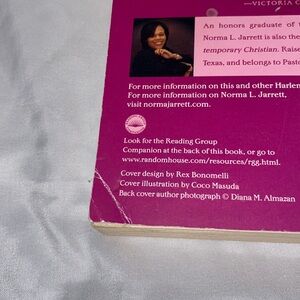 —VICTORIA C
An honors graduate of
Norma L. Jarrett is also the
temporary Christian. Raise
Texas, and belongs to Pasto
For more information on this and other Harlem
For more information on Norma L. Jarrett,
visit normajarrett.com.
Look for the Reading Group
Companion at the back of this book, or go to
www.randomhouse.com/resources/rgg.html.
Cover design by Rex Bonomelli
Cover illustration by Coco Masuda
Back cover author photograph © Diana M. Almazan